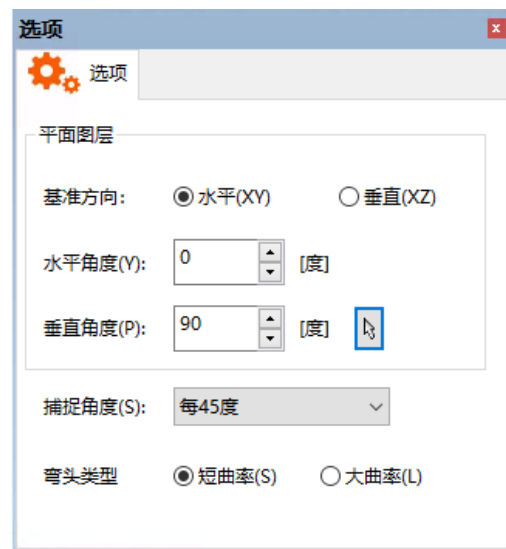 选项
选项
平面图层
基准方向: 水平(XY) 垂直(XZ)
水平角度(Y): 0 [度]
垂直角度(P): 90 [度]
捕捉角度(S): 每45度
弯头类型 短曲率(S) 大曲率(L)